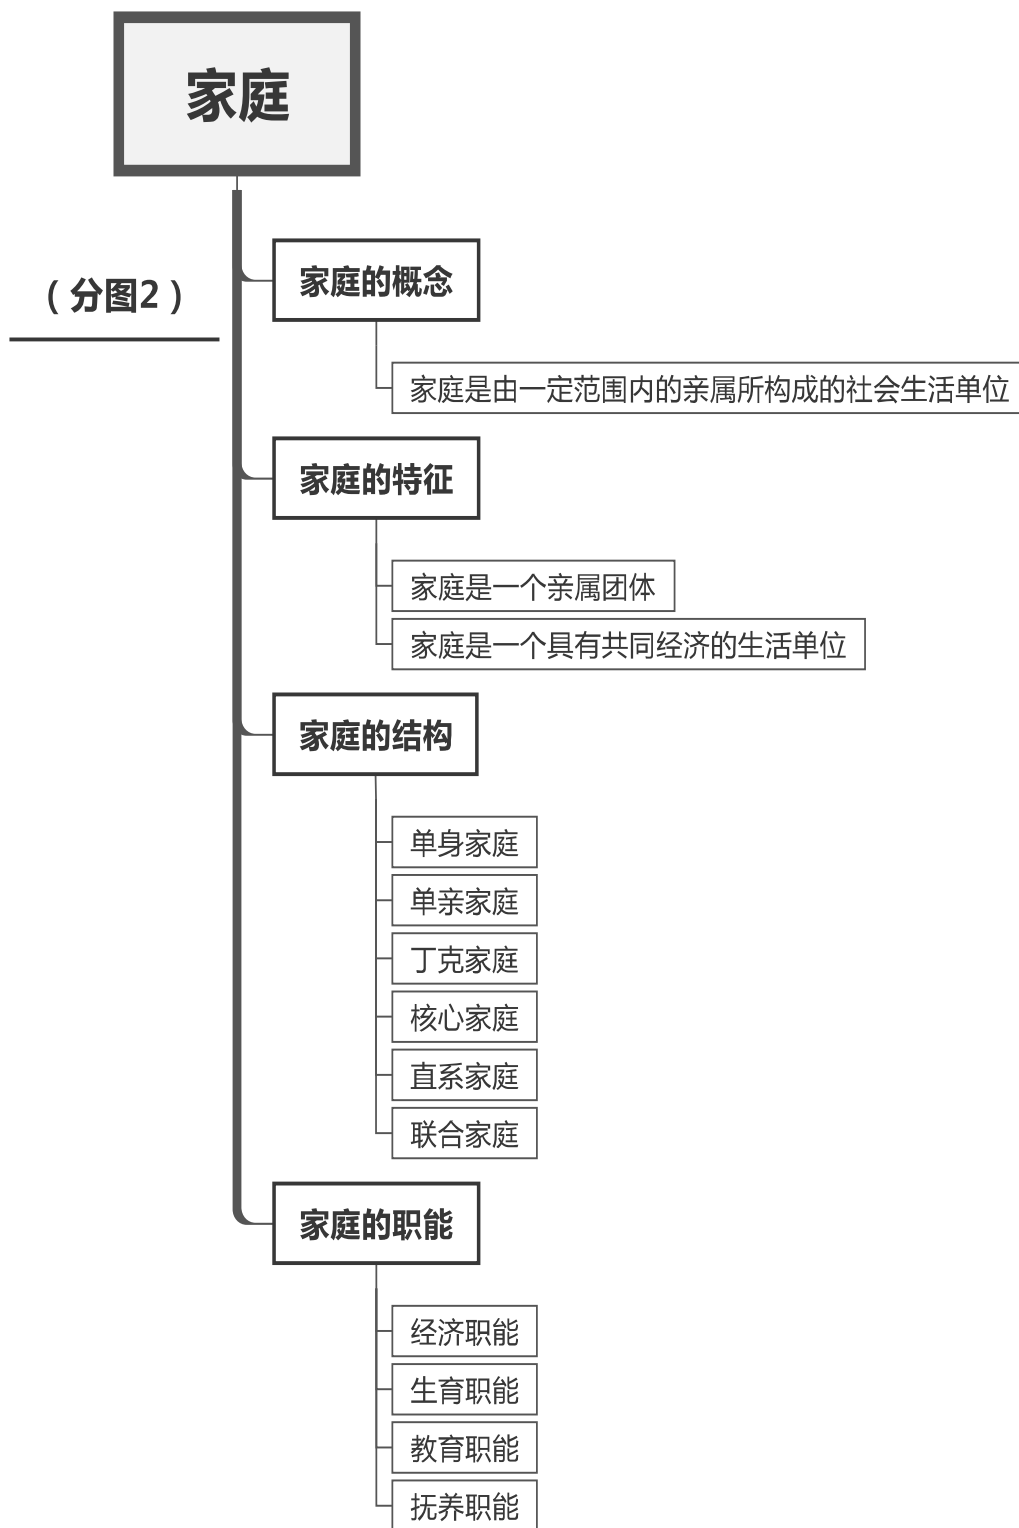 家庭
（分图2）
家庭的概念
家庭是由一定范围内的亲属所构成的社会生活单位
家庭的特征
家庭是一个亲属团体
家庭是一个具有共同经济的生活单位
家庭的结构
单身家庭
单亲家庭
丁克家庭
核心家庭
直系家庭
联合家庭
家庭的职能
经济职能
生育职能
教育职能
抚养职能